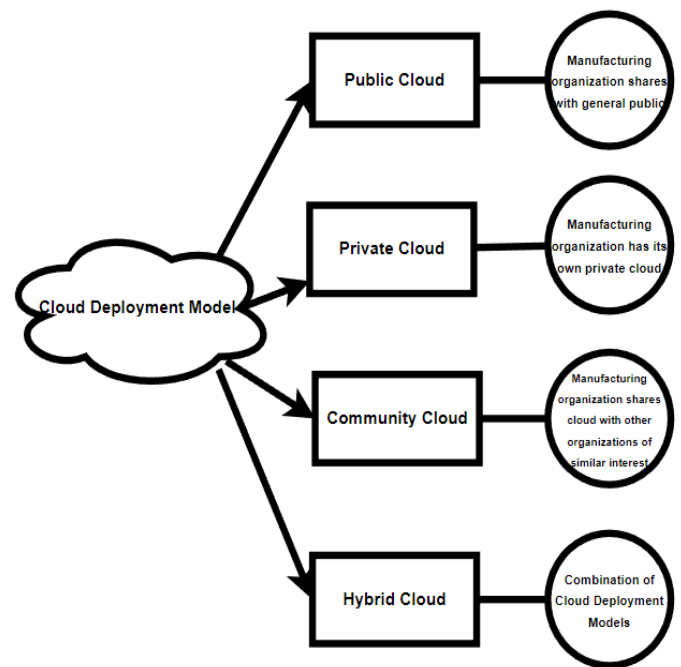 Public Cloud
Manufacturing
organization shares
with general public
Private Cloud
Manufacturing
organization has its
own private cloud
Cloud Deployment Model
Community Cloud
Manufacturing
organization shares
cloud with other
organizations of
similar interest
Hybrid Cloud
Combination of
Cloud Deployment
Models